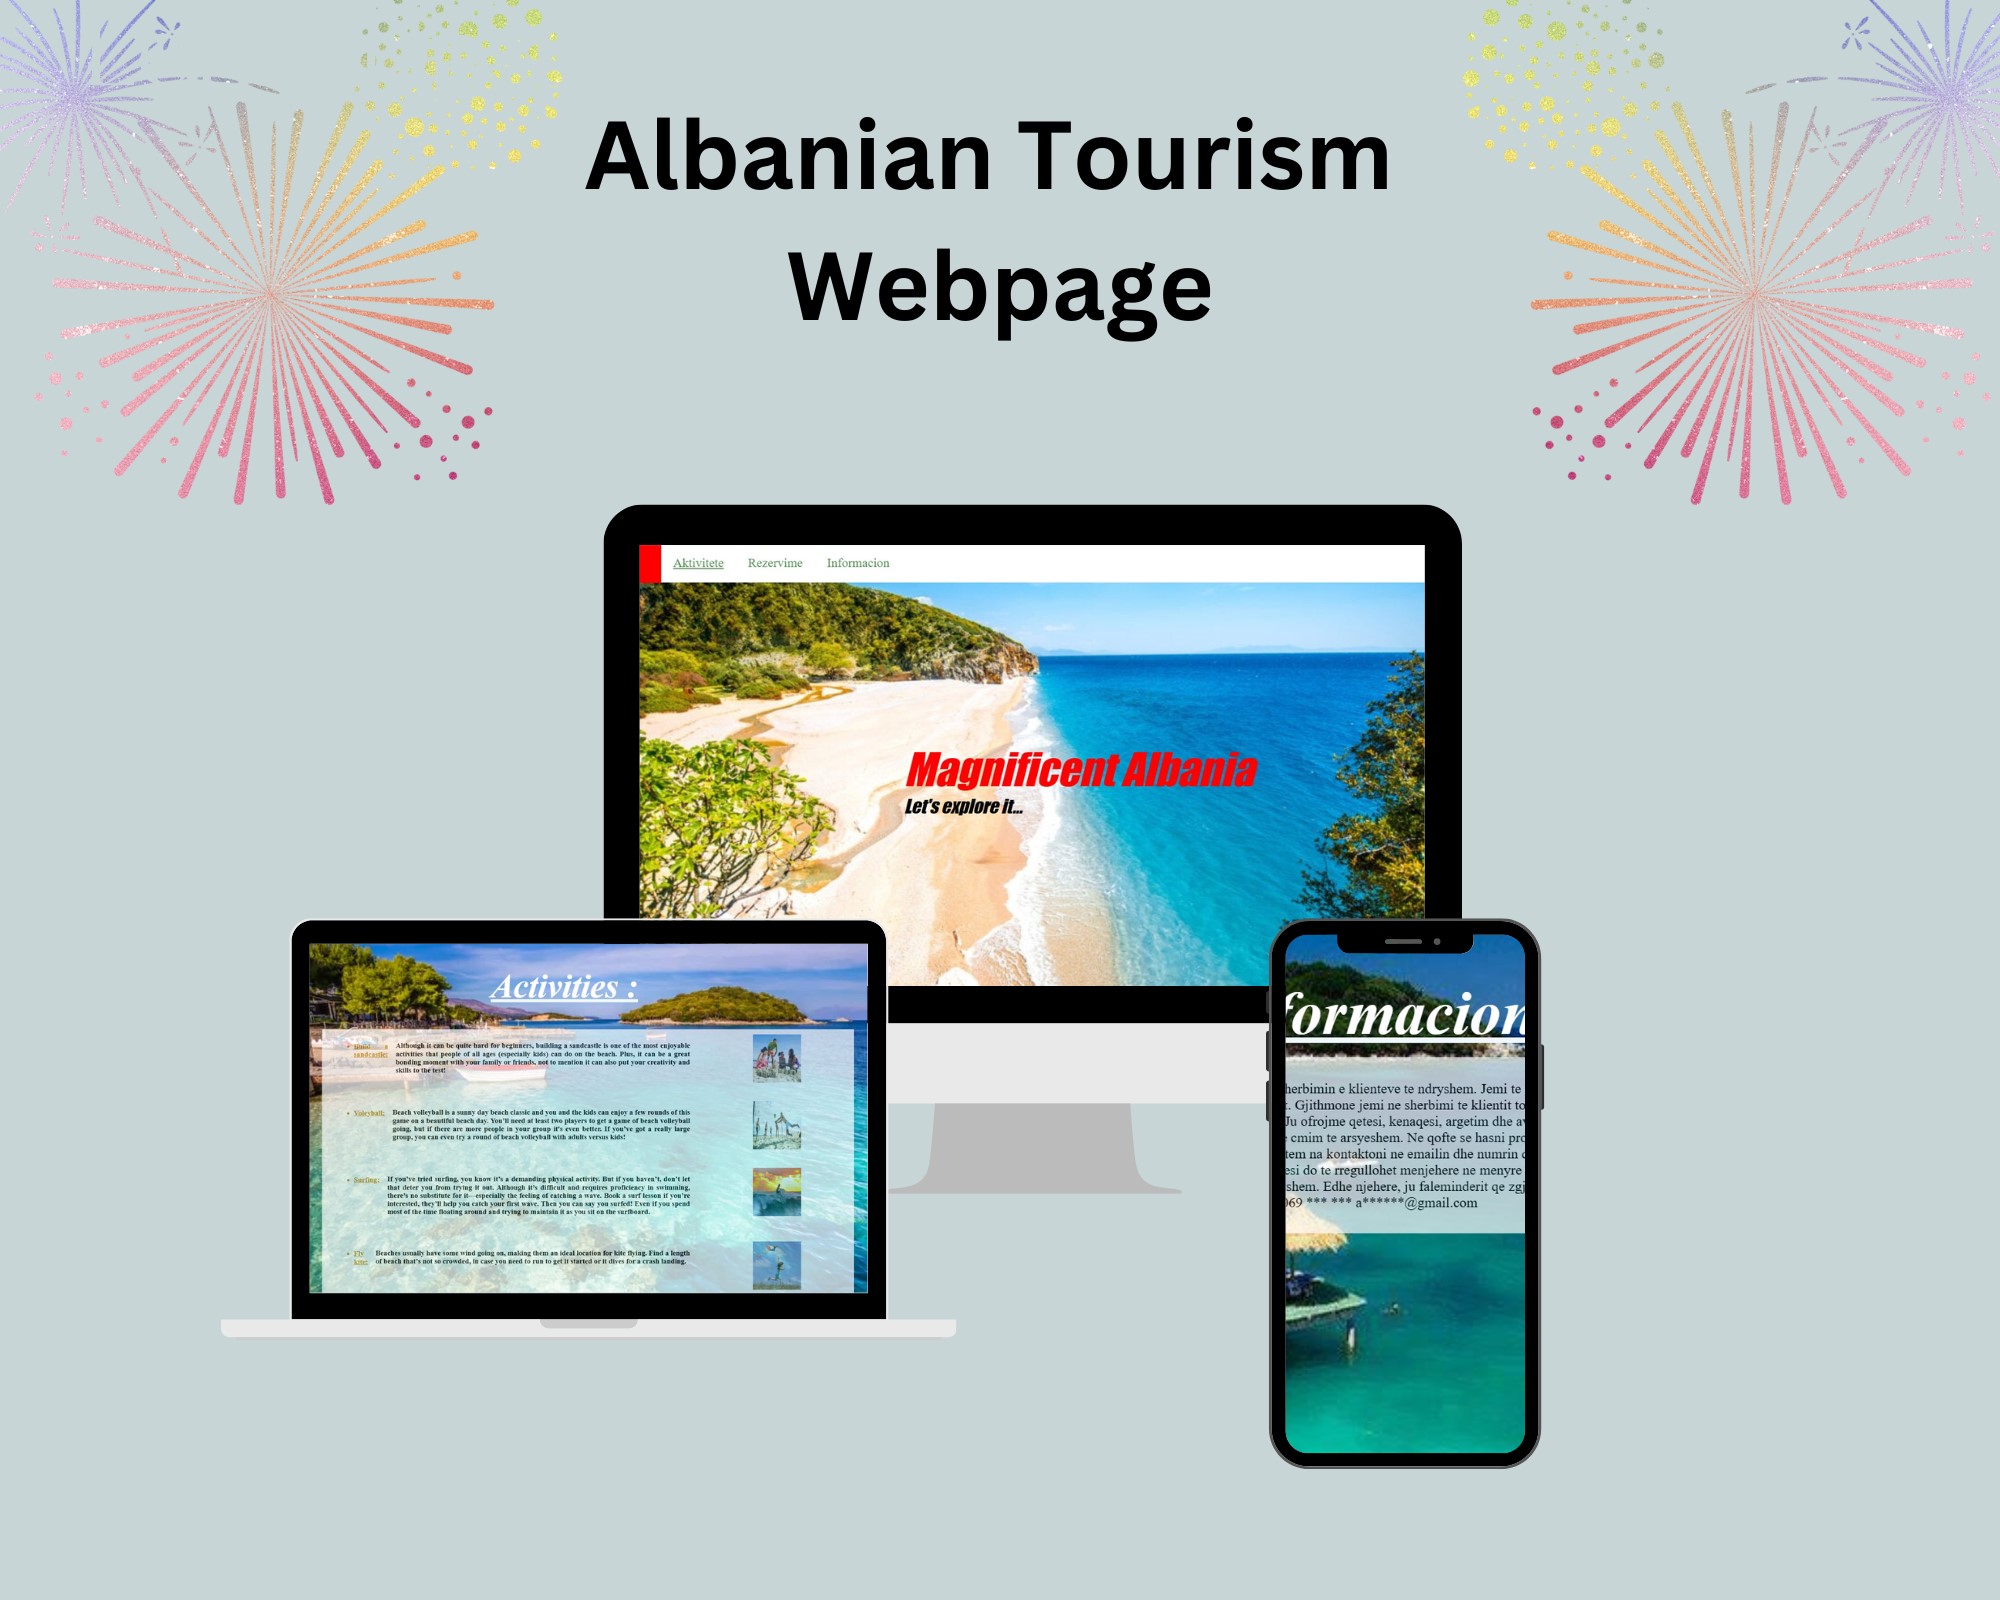 Albanian Tourism
Webpage
Aktivitete Rezervime Informacion
Magnificent Albania
Let's explore it...
Activities :
sandcastle: Although is can be quite hard for beginners, building a sandcastle is one of the most enjoyable
activities that people of all ages (especially kids) can do on the beach. Plus, it can be a great
bonding moment with your family or friends, not to mention it can also put your creativity and
skills to the test!
Voleyball: Beach volleyball is a sunny day beach classic and you and the kids can enjoy a few rounds of this
game on a beautiful beach day. You'll need at least two players to get a game of beach volleyball
going, but if there are more people in your group it's even better. If you've got a really large
group, you can even try a round of beach volleyball with adults versus kids!
Surfing: If you've tried surfing, you know it's a demanding physical activity. But if you haven't, don't let
that deter you from trying it out. Although it's difficult and requires proficiency in swimming,
there's no substitute for it—especially the feeling of catching a wave. Book a surf lesson if you're
interested, they'll help you catch your first wave. Then you can say you surfed! Even if you spend
most of the time floating around and trying to maintain it as you sit on the surfboard.
Fly kite: Beaches usually have some wind going on, making them an ideal location for kite flying. Find a length
of beach that's not so crowded, in case you need to run to get it started or it dives for a crash landing.
formacion
herbimin e klienteve te ndryshem. Jemi te
t. Gjithmone jemi ne sherbimi te klientit to
Ju ofrojme qetesi, kenaqesi, argetim dhe av
e cmim te arsyeshem. Ne qofte se hasni pro
tem na kontaktoni ne emailin dhe numrin c
esi do te rregullohet menjehere ne menyre
shem. Edhe njehere, ju faleminderit qe zgj
069 *** *** a******@gmail.com